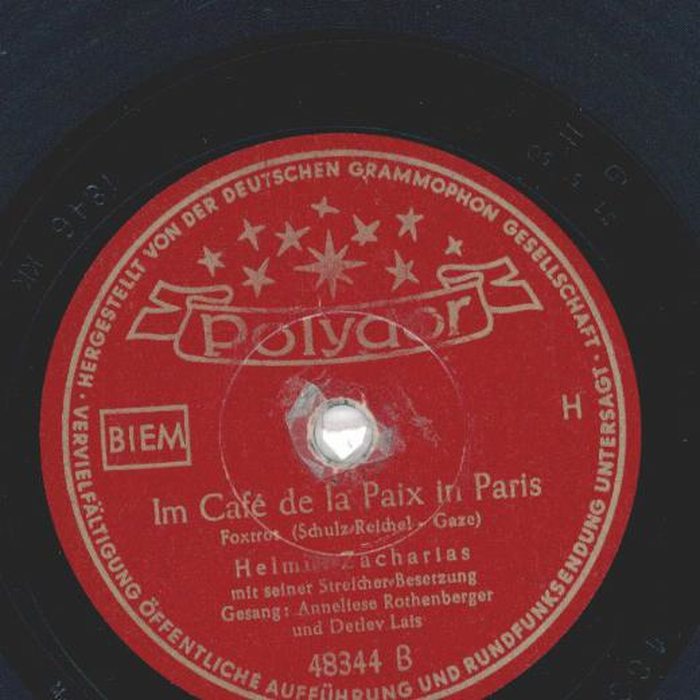 HERGESTELLT VON DER DEUTSCHEN GRAMMOPHON GESELLSCHAFT · VERVIELFÄLTIGUNG ÖFFENTLICHE AUFFÜHRUNG UND RUNDFUNKSENDUNG UNTERSAGT ·
Polydor
BIEM
H
Im Café de la Paix in Paris
Foxtrot (Schulz-Reichel - Gaze)
Helmut Zacharias
mit seiner Streicher-Besetzung
Gesang: Anneliese Rothenberger
und Detlev Lais
48344 B